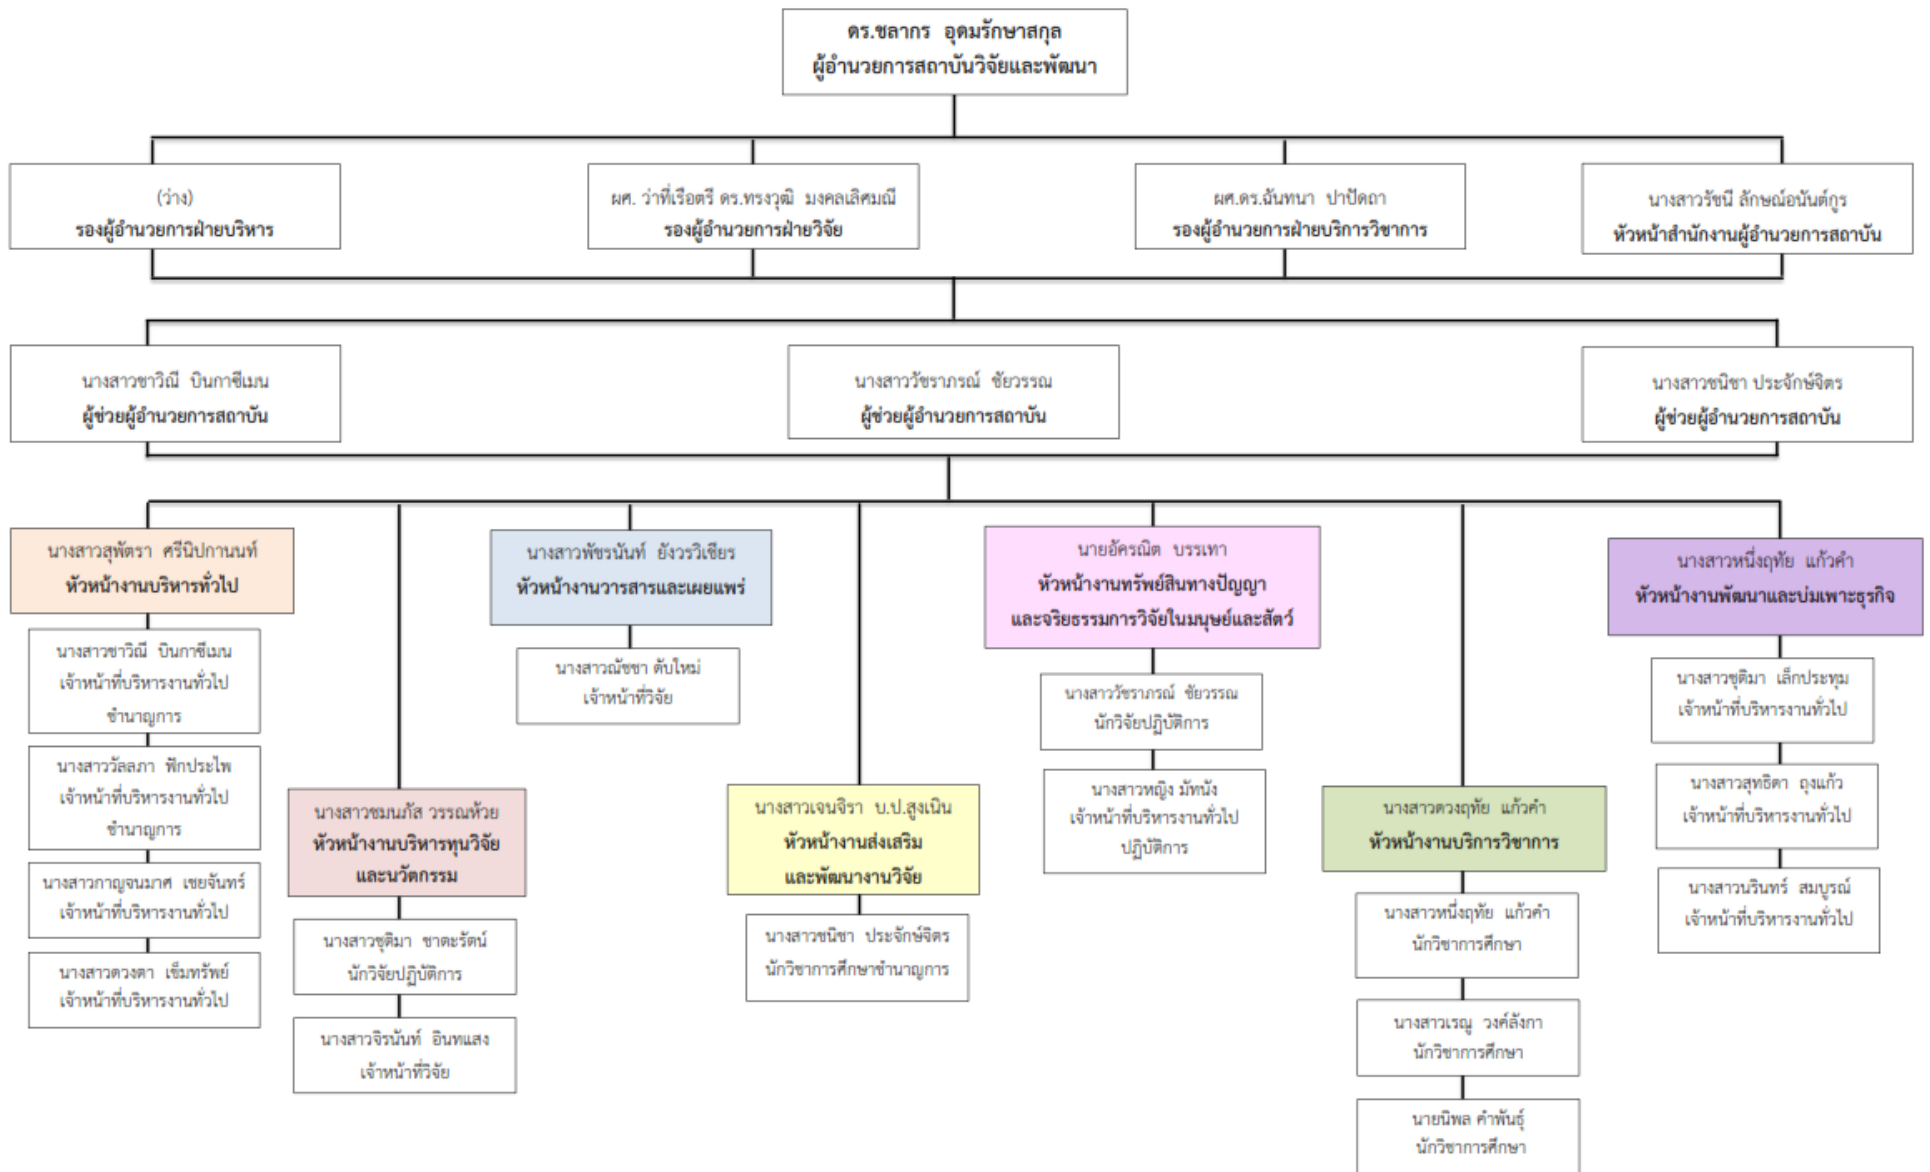 ดร.ชลากร อุดมรักษาสกุล
ผู้อำนวยการสถาบันวิจัยและพัฒนา
(ว่าง)
รองผู้อำนวยการฝ่ายบริหาร
ผศ. ว่าที่เรือตรี ดร.ทรงวุฒิ มงคลเลิศมณี
รองผู้อำนวยการฝ่ายวิจัย
ผศ.ดร.ฉันทนา ปาปัดถา
รองผู้อำนวยการฝ่ายบริการวิชาการ
นางสาวรัชนี ลักษณ์อนันต์กูร
หัวหน้าสำนักงานผู้อำนวยการสถาบัน
นางสาวชาวิณี บินกาซีเมน
ผู้ช่วยผู้อำนวยการสถาบัน
นางสาววัชราภรณ์ ชัยวรรณ
ผู้ช่วยผู้อำนวยการสถาบัน
นางสาวชนิชา ประจักษ์จิตร
ผู้ช่วยผู้อำนวยการสถาบัน
นางสาวสุพัตรา ศรีนิปกานนท์
หัวหน้างานบริหารทั่วไป
นางสาวชาวิณี บินกาซีเมน
เจ้าหน้าที่บริหารงานทั่วไป
ชำนาญการ
นางสาววัลลภา ฟักประไพ
เจ้าหน้าที่บริหารงานทั่วไป
ชำนาญการ
นางสาวกาญจนมาศ เชยจันทร์
เจ้าหน้าที่บริหารงานทั่วไป
นางสาวดวงตา เข็มทรัพย์
เจ้าหน้าที่บริหารงานทั่วไป
นางสาวชมนภัส วรรณห้วย
หัวหน้างานบริหารทุนวิจัย
และนวัตกรรม
นางสาวชุติมา ชาตะรัตน์
นักวิจัยปฏิบัติการ
นางสาวจิรนันท์ อินทแสง
เจ้าหน้าที่วิจัย
นางสาวพัชรนันท์ ยังวรวิเชียร
หัวหน้างานวารสารและเผยแพร่
นางสาวณัชชา ดับใหม่
เจ้าหน้าที่วิจัย
นางสาวเจนจิรา บ.ป.สูงเนิน
หัวหน้างานส่งเสริม
และพัฒนางานวิจัย
นางสาวชนิชา ประจักษ์จิตร
นักวิชาการศึกษาชำนาญการ
นายอัครณิต บรรเทา
หัวหน้างานทรัพย์สินทางปัญญา
และจริยธรรมการวิจัยในมนุษย์และสัตว์
นางสาววัชราภรณ์ ชัยวรรณ
นักวิจัยปฏิบัติการ
นางสาวหญิง มัทนัง
เจ้าหน้าที่บริหารงานทั่วไป
ปฏิบัติการ
นางสาวดวงฤทัย แก้วคำ
หัวหน้างานบริการวิชาการ
นางสาวหนึ่งฤทัย แก้วคำ
นักวิชาการศึกษา
นางสาวเรณู วงค์ลังกา
นักวิชาการศึกษา
นายนิพล คำพันธุ์
นักวิชาการศึกษา
นางสาวหนึ่งฤทัย แก้วคำ
หัวหน้างานพัฒนาและบ่มเพาะธุรกิจ
นางสาวชุติมา เล็กประทุม
เจ้าหน้าที่บริหารงานทั่วไป
นางสาวสุทธิดา ถุงแก้ว
เจ้าหน้าที่บริหารงานทั่วไป
นางสาวนรินทร์ สมบูรณ์
เจ้าหน้าที่บริหารงานทั่วไป